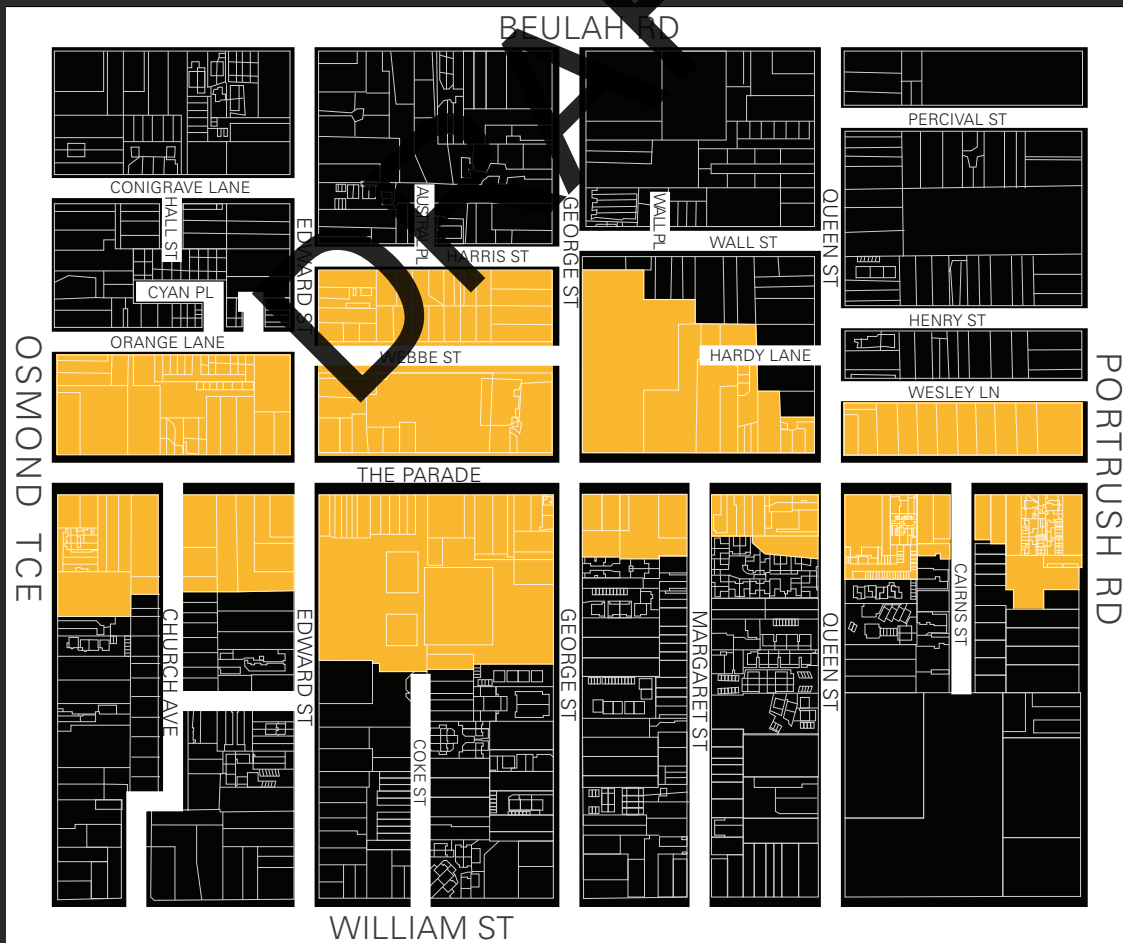 BEULAH RD
PERCIVAL ST
CONIGRAVE LANE
HALL ST
AUSTRAL PL
WALL PL
GEORGE ST
QUEEN ST
EDWARD ST
WALL ST
HARRIS ST
CYAN PL
HENRY ST
ORANGE LANE
WEBBE ST
HARDY LANE
WESLEY LN
OSMOND TCE
PORTRUSH RD
THE PARADE
CHURCH AVE
EDWARD ST
GEORGE ST
MARGARET ST
QUEEN ST
CAIRNS ST
COKE ST
WILLIAM ST
DRAF